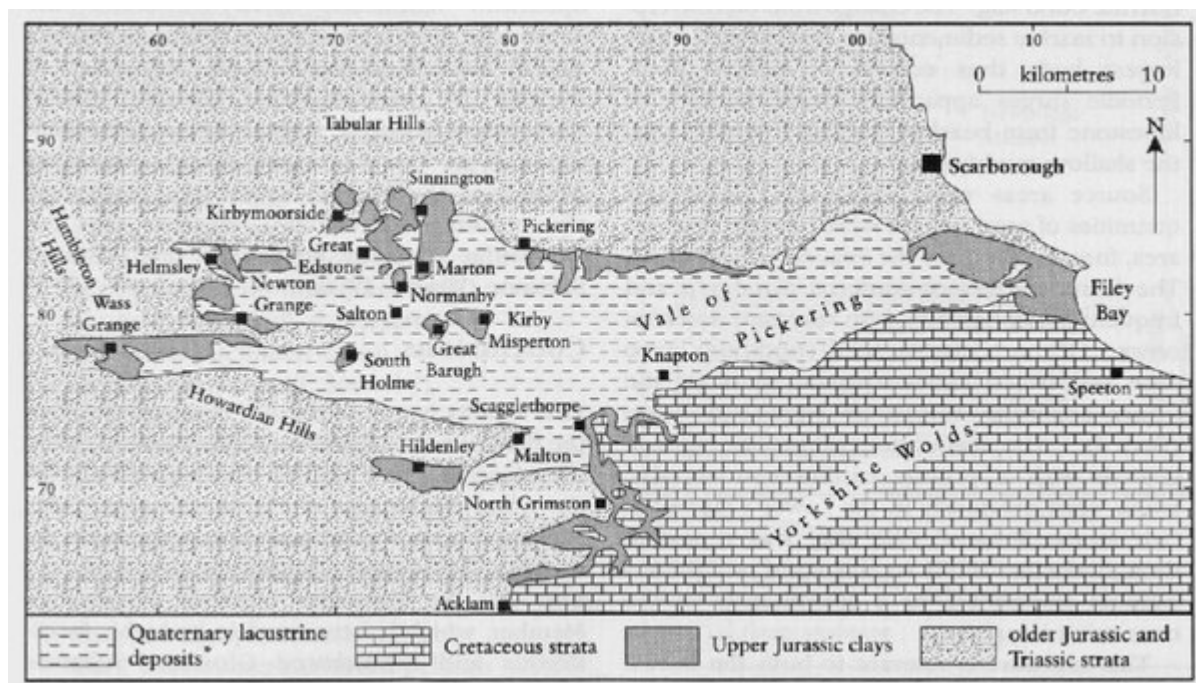 60 70 80 90 00 10
0 kilometres 10
Tabular Hills
N
90
Scarborough
Sinnington
Kirbymoorside
Hambleton
Hills
Great
Edstone
Pickering
Helmsley
Marton
Newton
Grange
Normanby
Wass
Grange
Salton
Kirby
Misperton
Great
Barugh
Vale of
Pickering
Filey
Bay
80
South
Holme
Knapton
Speeton
Howardian Hills
Scagglethorpe
Hildenley
Malton
Yorkshire Wolds
70
North Grimston
Acklam
Quaternary lacustrine
deposits*
Cretaceous strata
Upper Jurassic clays
older Jurassic and
Triassic strata